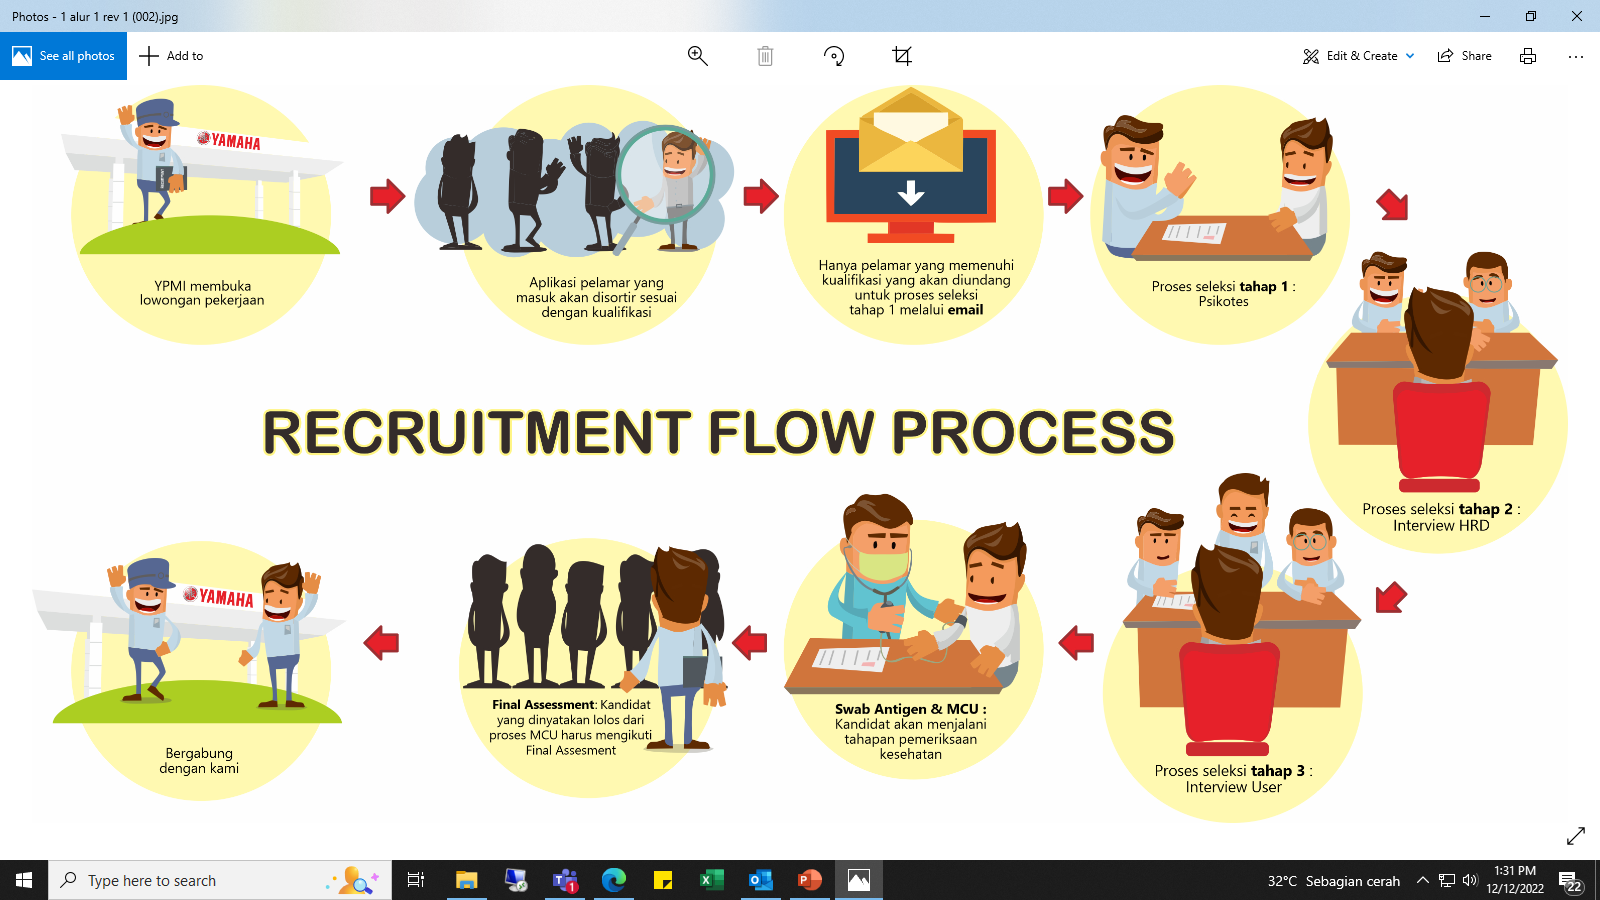 Photos - 1 alur 1 rev 1 (002).jpg
See all photos
Add to
Edit & Create
Share
YAMAHA
YPMI membuka
lowongan pekerjaan
Aplikasi pelamar yang
masuk akan disortir sesuai
dengan kualifikasi
Hanya pelamar yang memenuhi
kualifikasi yang akan diundang
untuk proses seleksi
tahap 1 melalui email
Proses seleksi tahap 1 :
Psikotes
Proses seleksi tahap 2 :
Interview HRD
RECRUITMENT FLOW PROCESS
Proses seleksi tahap 3 :
Interview User
Swab Antigen & MCU :
Kandidat akan menjalani
tahapan pemeriksaan
kesehatan
Final Assessment: Kandidat
yang dinyatakan lolos dari
proses MCU harus mengikuti
Final Assesment
YAMAHA
Bergabung
dengan kami
Type here to search
1
32°C Sebagian cerah
1:31 PM
12/12/2022
22